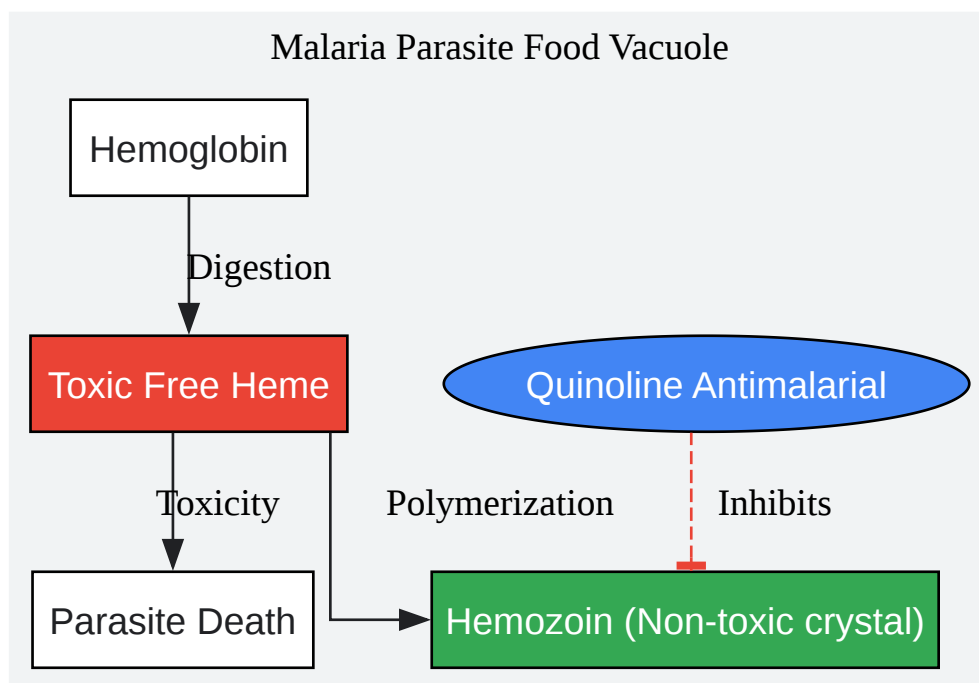 Malaria Parasite Food Vacuole
Hemoglobin
Digestion
Toxic Free Heme
Quinoline Antimalarial
Toxicity
Polymerization
Inhibits
Parasite Death
Hemozoin (Non-toxic crystal)